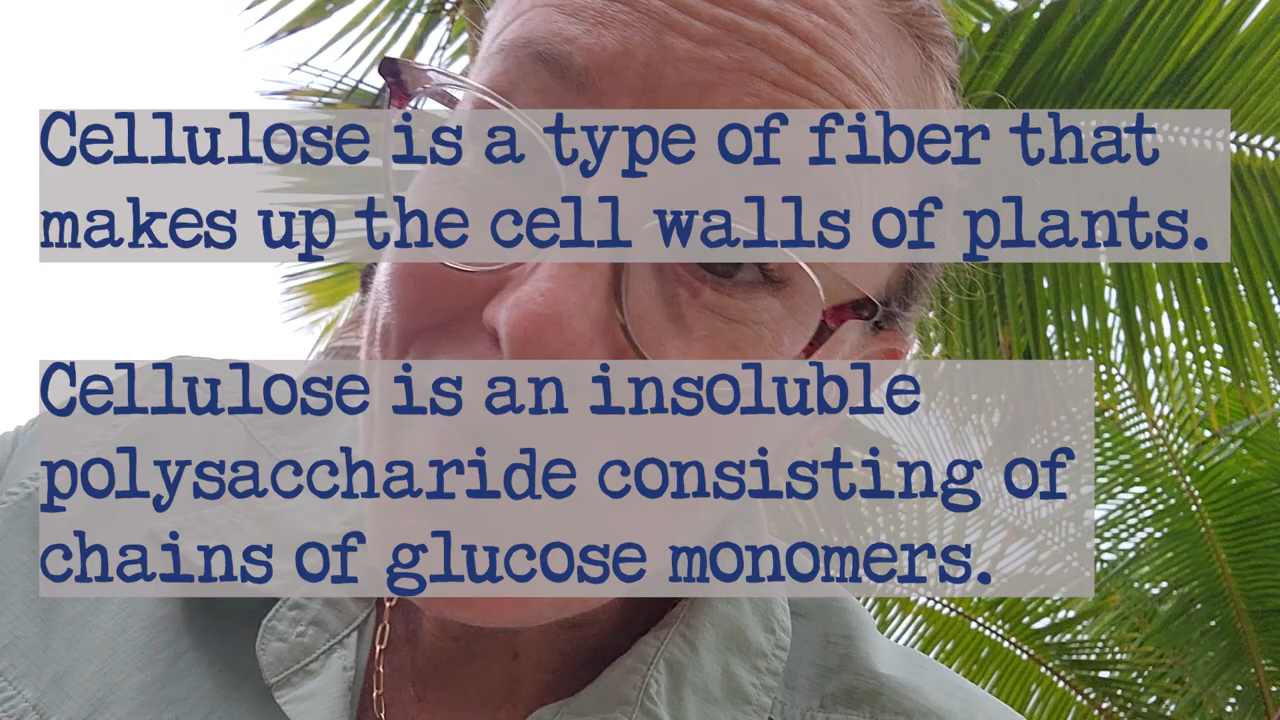 Cellulose is a type of fiber that
makes up the cell walls of plants.
Cellulose is an insoluble
polysaccharide consisting of
chains of glucose monomers.